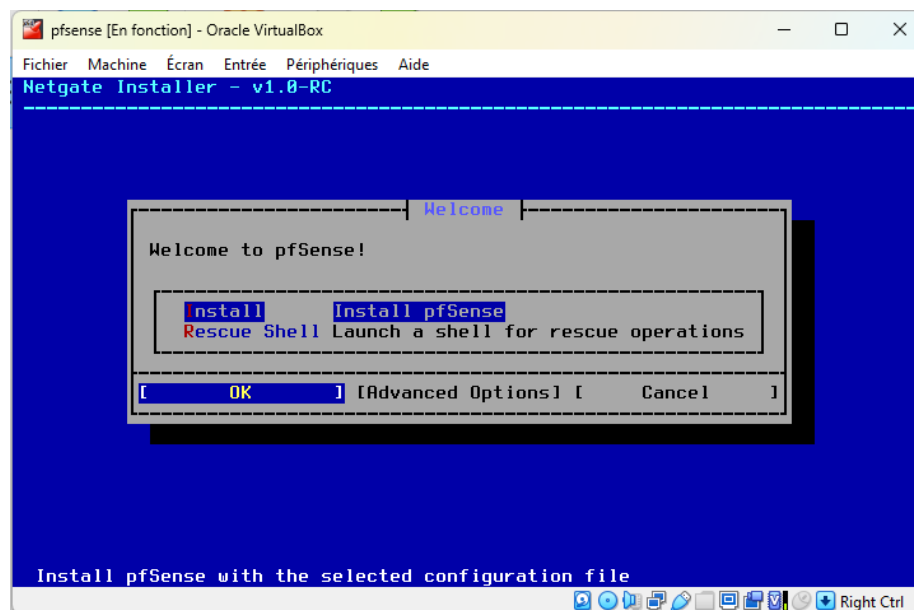 pfsense [En fonction] - Oracle VirtualBox
Fichier Machine Écran Entrée Périphériques Aide
Netgate Installer - v1.0-RC
Welcome
Welcome to pfSense!
Install Install pfSense
Rescue Shell Launch a shell for rescue operations
[ OK ] [Advanced Options] [ Cancel ]
Install pfSense with the selected configuration file
Right Ctrl